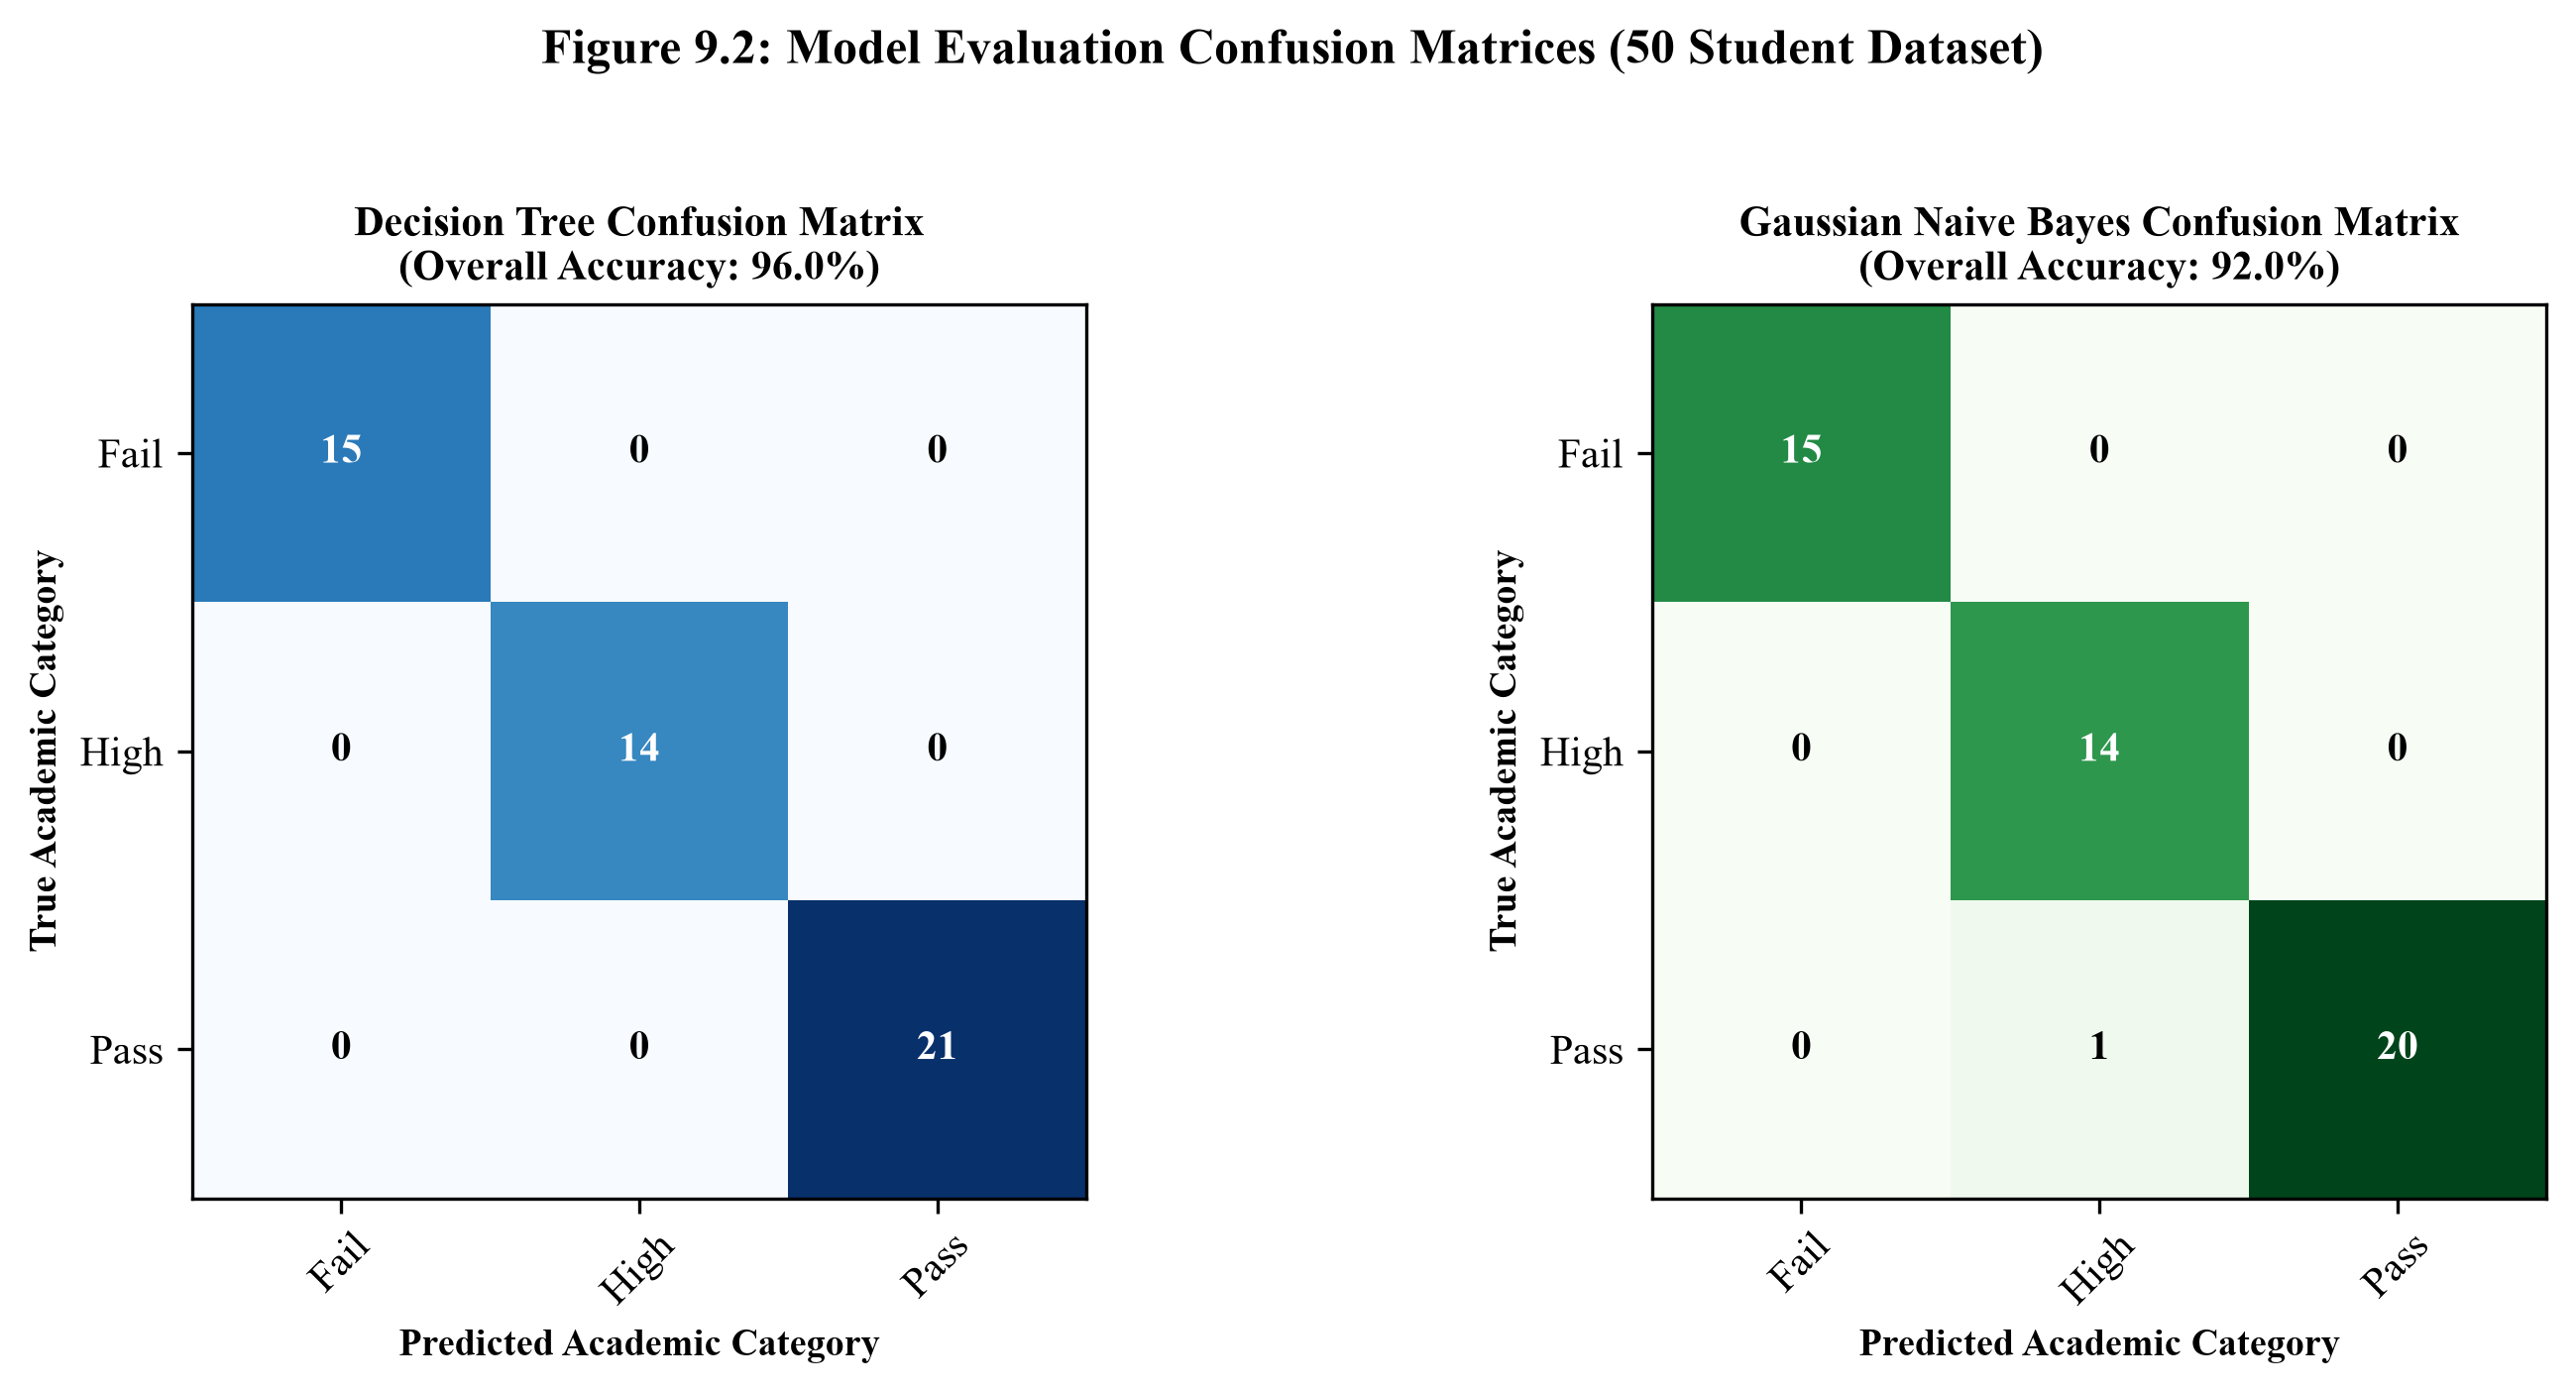 Figure 9.2: Model Evaluation Confusion Matrices (50 Student Dataset)
Decision Tree Confusion Matrix
(Overall Accuracy: 96.0%)
True Academic Category
Fail
15
0
0
High
0
14
0
Pass
0
0
21
Fail
High
Pass
Predicted Academic Category
Gaussian Naive Bayes Confusion Matrix
(Overall Accuracy: 92.0%)
True Academic Category
Fail
15
0
0
High
0
14
0
Pass
0
1
20
Fail
High
Pass
Predicted Academic Category